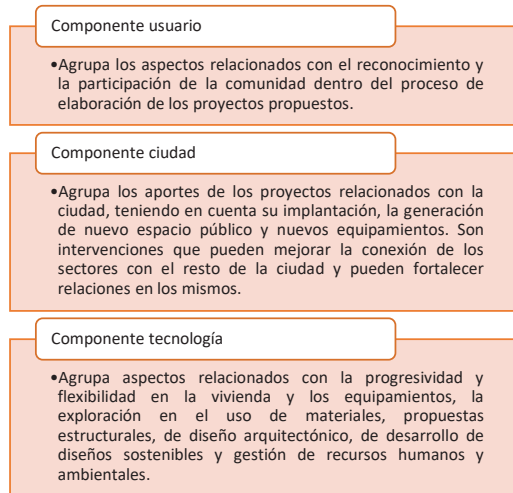 Componente usuario
•Agrupa los aspectos relacionados con el reconocimiento y
la participación de la comunidad dentro del proceso de
elaboración de los proyectos propuestos.
Componente ciudad
•Agrupa los aportes de los proyectos relacionados con la
ciudad, teniendo en cuenta su implantación, la generación
de nuevo espacio público y nuevos equipamientos. Son
intervenciones que pueden mejorar la conexión de los
sectores con el resto de la ciudad y pueden fortalecer
relaciones en los mismos.
Componente tecnología
•Agrupa aspectos relacionados con la progresividad y
flexibilidad en la vivienda y los equipamientos, la
exploración en el uso de materiales, propuestas
estructurales, de diseño arquitectónico, de desarrollo de
diseños sostenibles y gestión de recursos humanos y
ambientales.